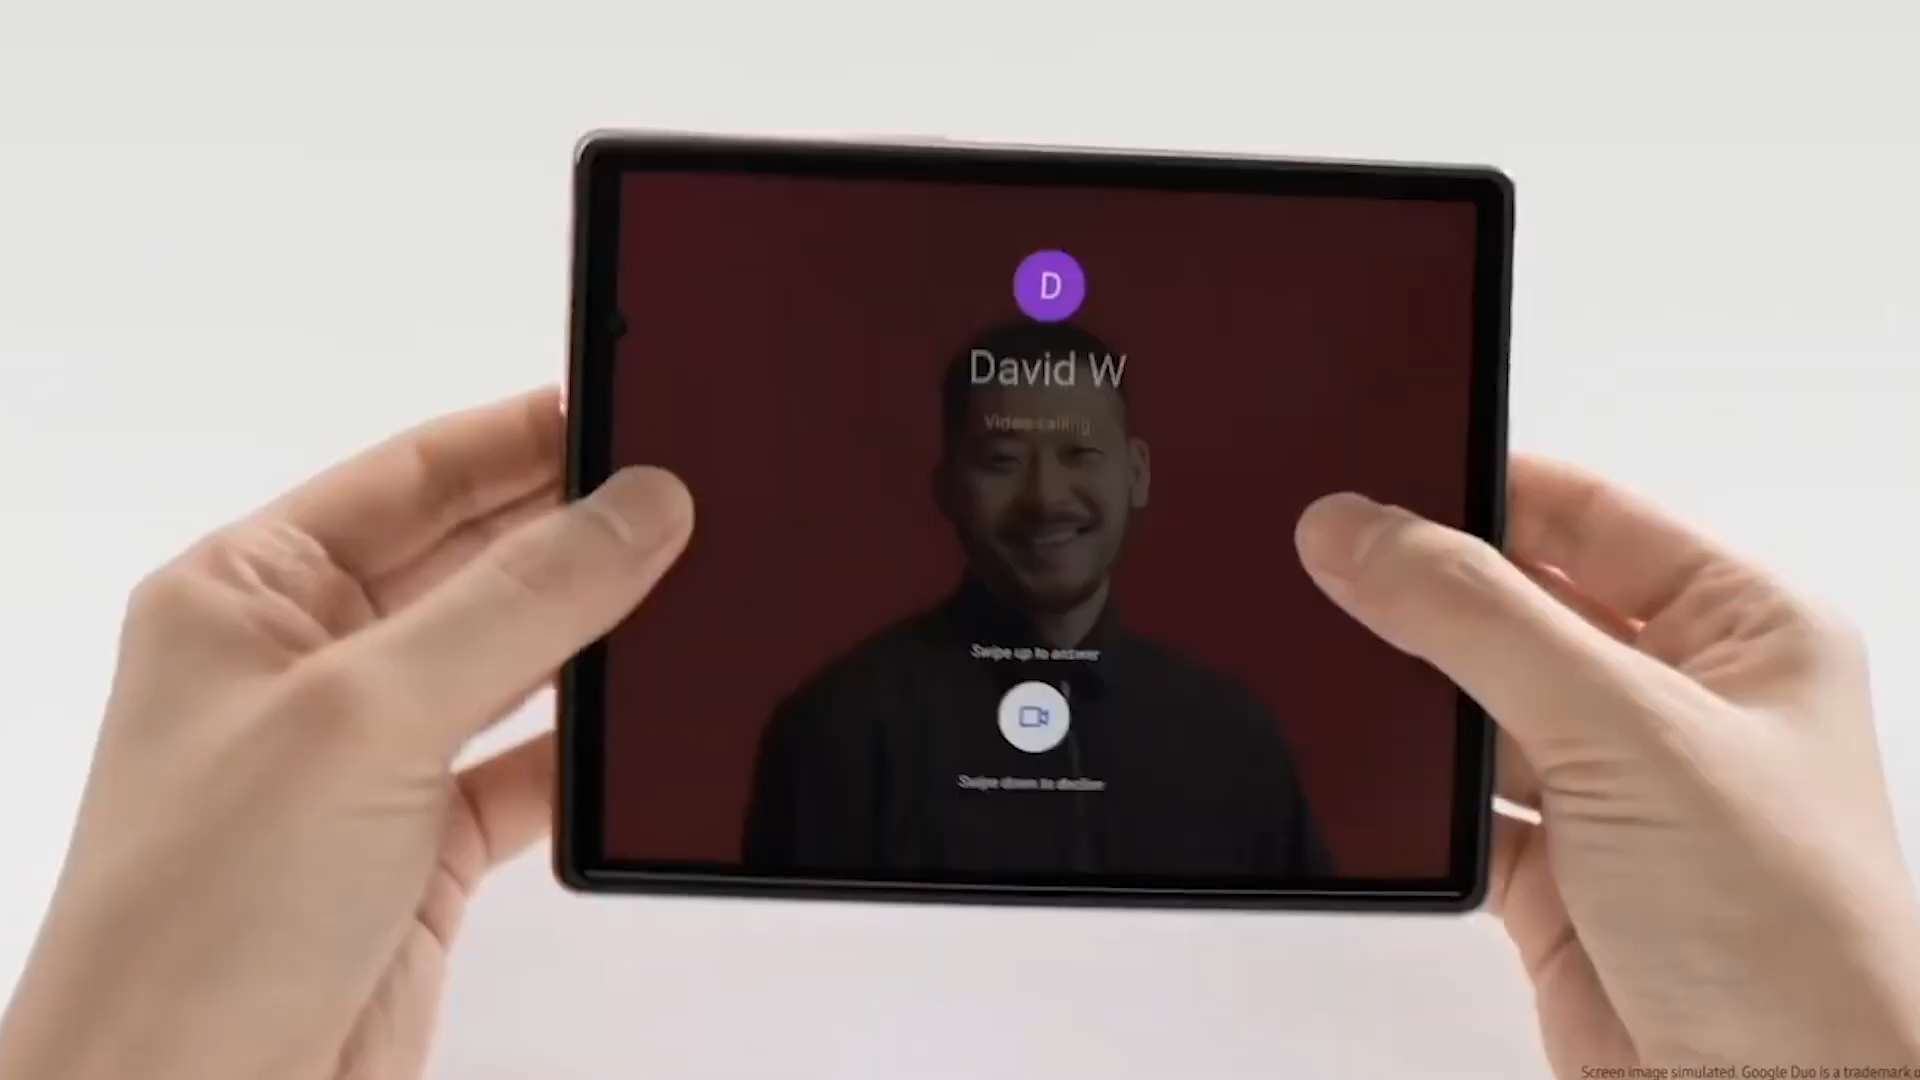 D
David W
Video calling
Swipe up to answer
Swipe down to decline
Screen image simulated. Google Duo is a trademark o